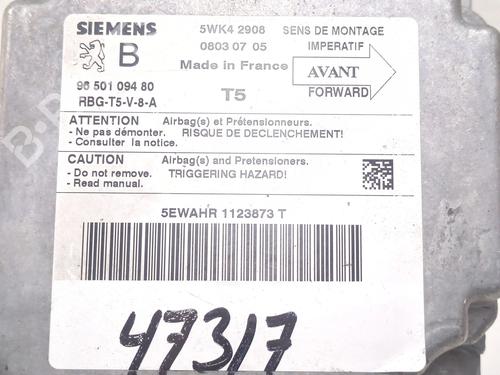 SIEMENS
B
96 501 094 80
RBG-T5-V-8-A
5WK4 2908
0803 07 05
Made in France
T5
SENS DE MONTAGE
IMPERATIF
AVANT
FORWARD
ATTENTION Airbag(s) et Prétensionneurs.
- Ne pas démonter. RISQUE DE DECLENCHEMENT!
- Consulter la notice.
CAUTION Airbag(s) and Pretensioners.
- Do not remove. TRIGGERING HAZARD!
- Read manual.
5EWAHR 1123873 T
47317